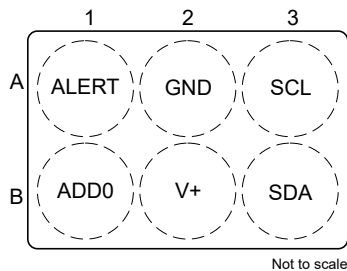 1 2 3
A ALERT GND SCL
B ADD0 V+ SDA
Not to scale